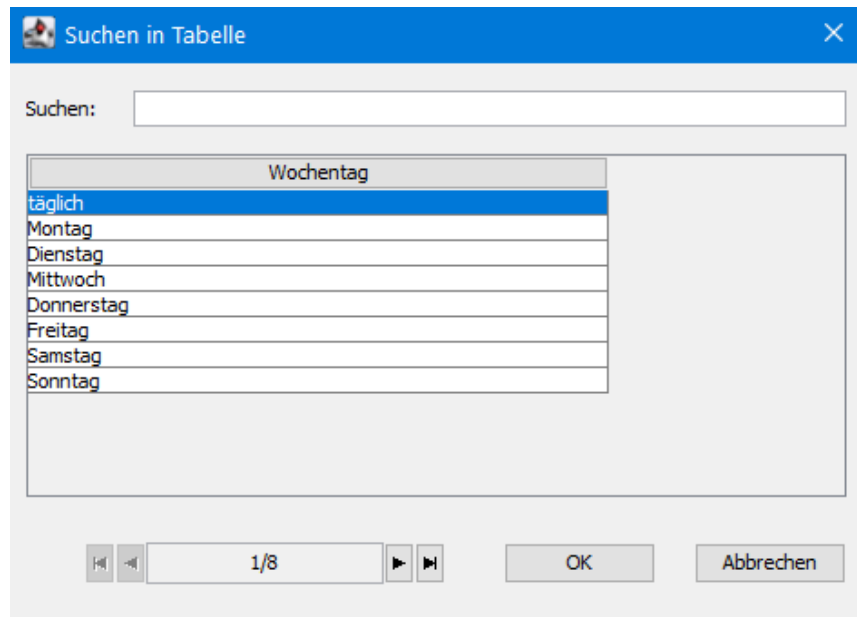 Suchen in Tabelle
Suchen:
Wochentag
täglich
Montag
Dienstag
Mittwoch
Donnerstag
Freitag
Samstag
Sonntag
1/8 OK Abbrechen